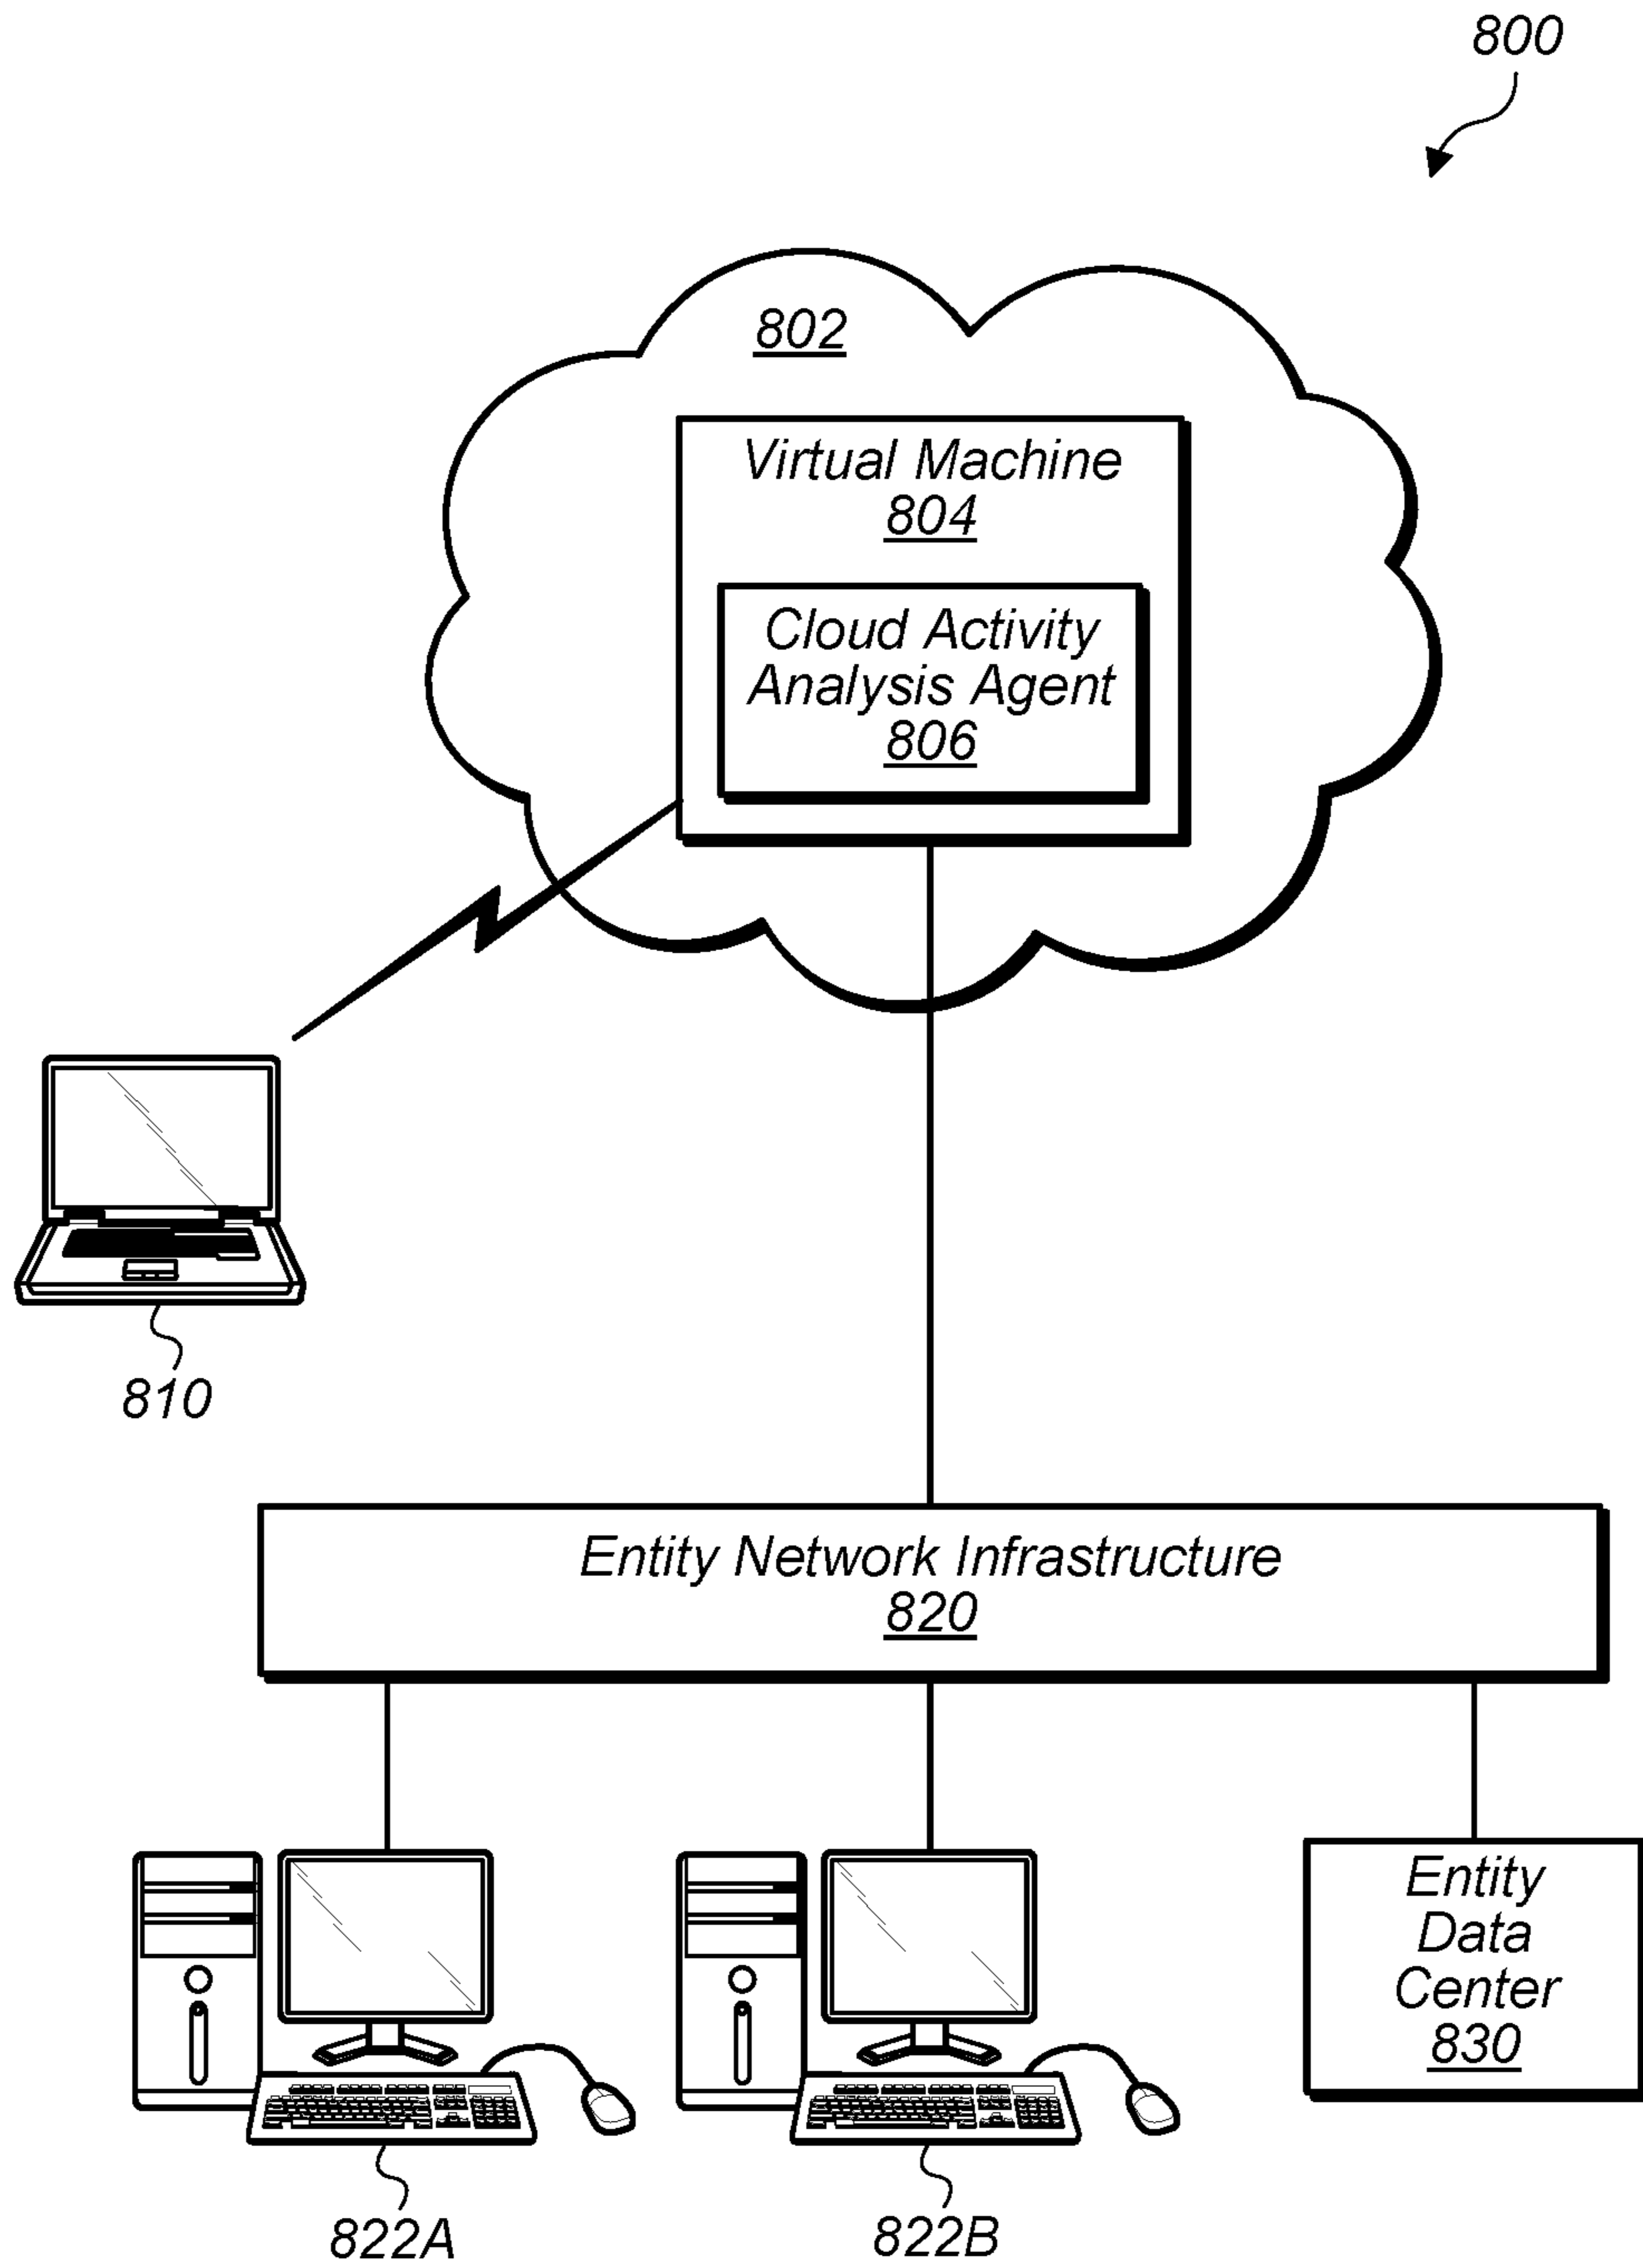 800
802
Virtual Machine
804
Cloud Activity
Analysis Agent
806
810
Entity Network Infrastructure
820
Entity
Data
Center
830
822A
822B